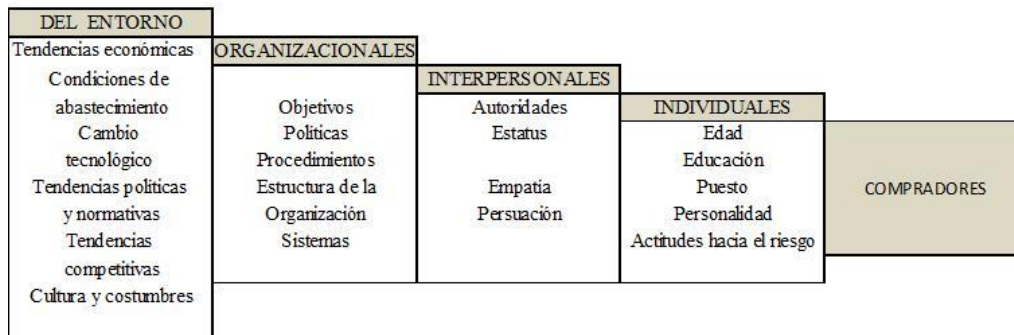 DEL ENTORNO
Tendencias económicas
Condiciones de
abastecimiento
Cambio
tecnológico
Tendencias políticas
y normativas
Tendencias
competitivas
Cultura y costumbres
ORGANIZACIONALES
Objetivos
Políticas
Procedimientos
Estructura de la
Organización
Sistemas
INTERPERSONALES
Autoridades
Estatus
Empatia
Persuación
INDIVIDUALES
Edad
Educación
Puesto
Personalidad
Actitudes hacia el riesgo
COMPRADORES